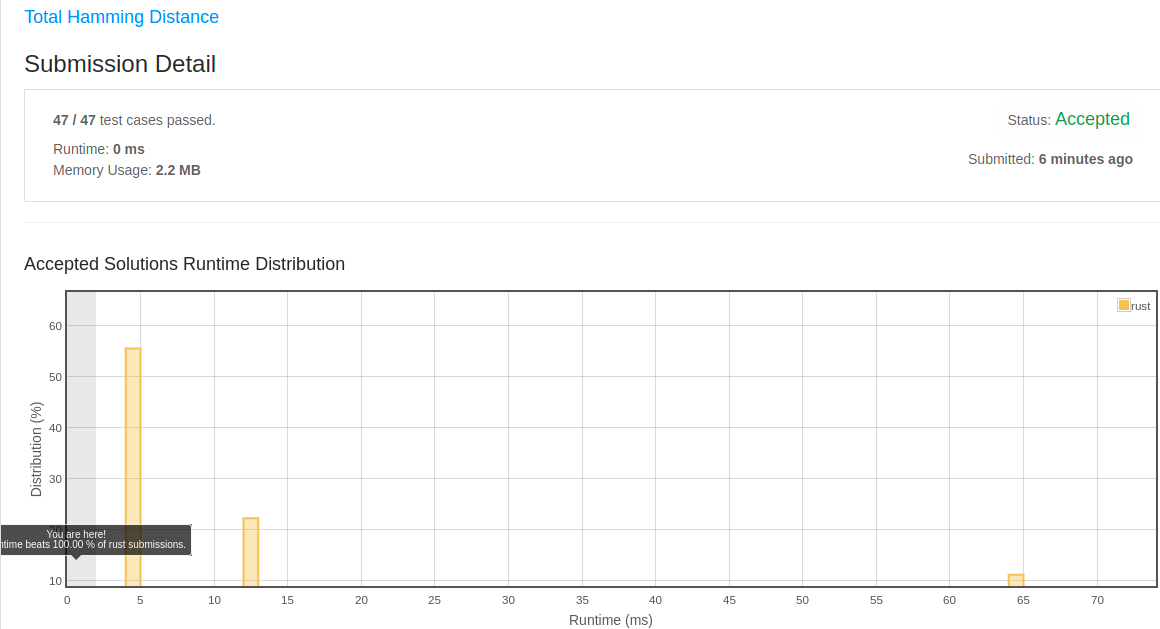 Total Hamming Distance
Submission Detail
47 / 47 test cases passed.
Status: Accepted
Runtime: 0 ms
Memory Usage: 2.2 MB
Submitted: 6 minutes ago
Accepted Solutions Runtime Distribution
rust
60
50
40
30
20
10
Distribution (%)
You are here!
ntime beats 100.00 % of rust submissions.
0 5 10 15 20 25 30 35 40 45 50 55 60 65 70
Runtime (ms)